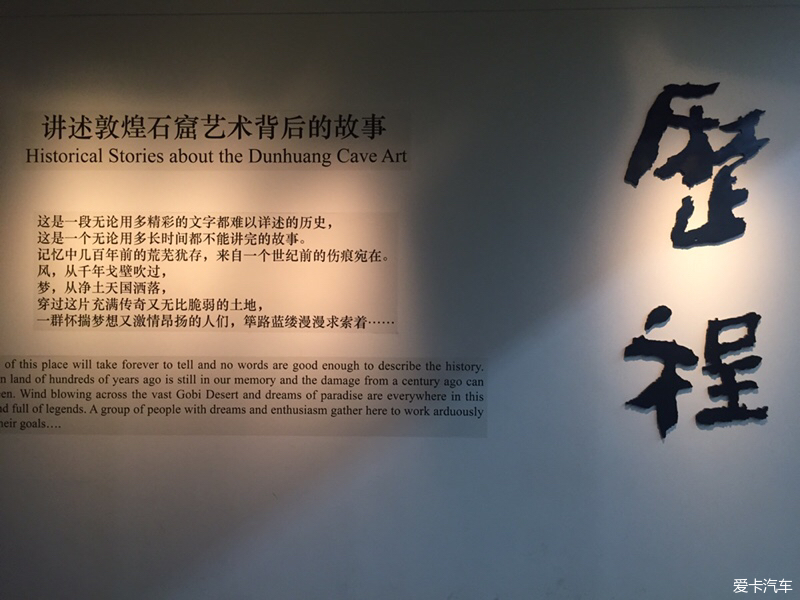 讲述敦煌石窟艺术背后的故事
Historical Stories about the Dunhuang Cave Art
这是一段无论用多精彩的文字都难以详述的历史，
这是一个无论用多长时间都不能讲完的故事。
记忆中几百年前的荒芜犹存，来自一个世纪前的伤痕宛在。
风，从千年戈壁吹过，
梦，从净土天国洒落，
穿过这片充满传奇又无比脆弱的土地，
一群怀揣梦想又激情昂扬的人们，筚路蓝缕漫漫求索着……
of this place will take forever to tell and no words are good enough to describe the history.
land of hundreds of years ago is still in our memory and the damage from a century ago can
Wind blowing across the vast Gobi Desert and dreams of paradise are everywhere in this
full of legends. A group of people with dreams and enthusiasm gather here to work arduously
goals….
歷
程
爱卡汽车